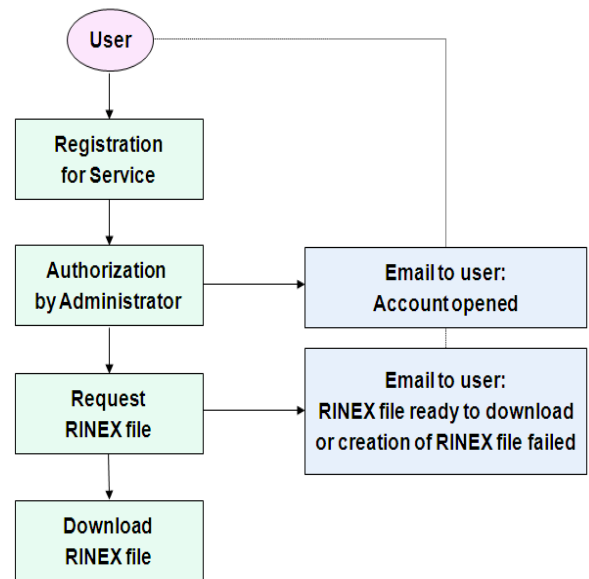 User
Registration
for Service
Authorization
by Administrator
Email to user:
Account opened
Request
RINEX file
Email to user:
RINEX file ready to download
or creation of RINEX file failed
Download
RINEX file